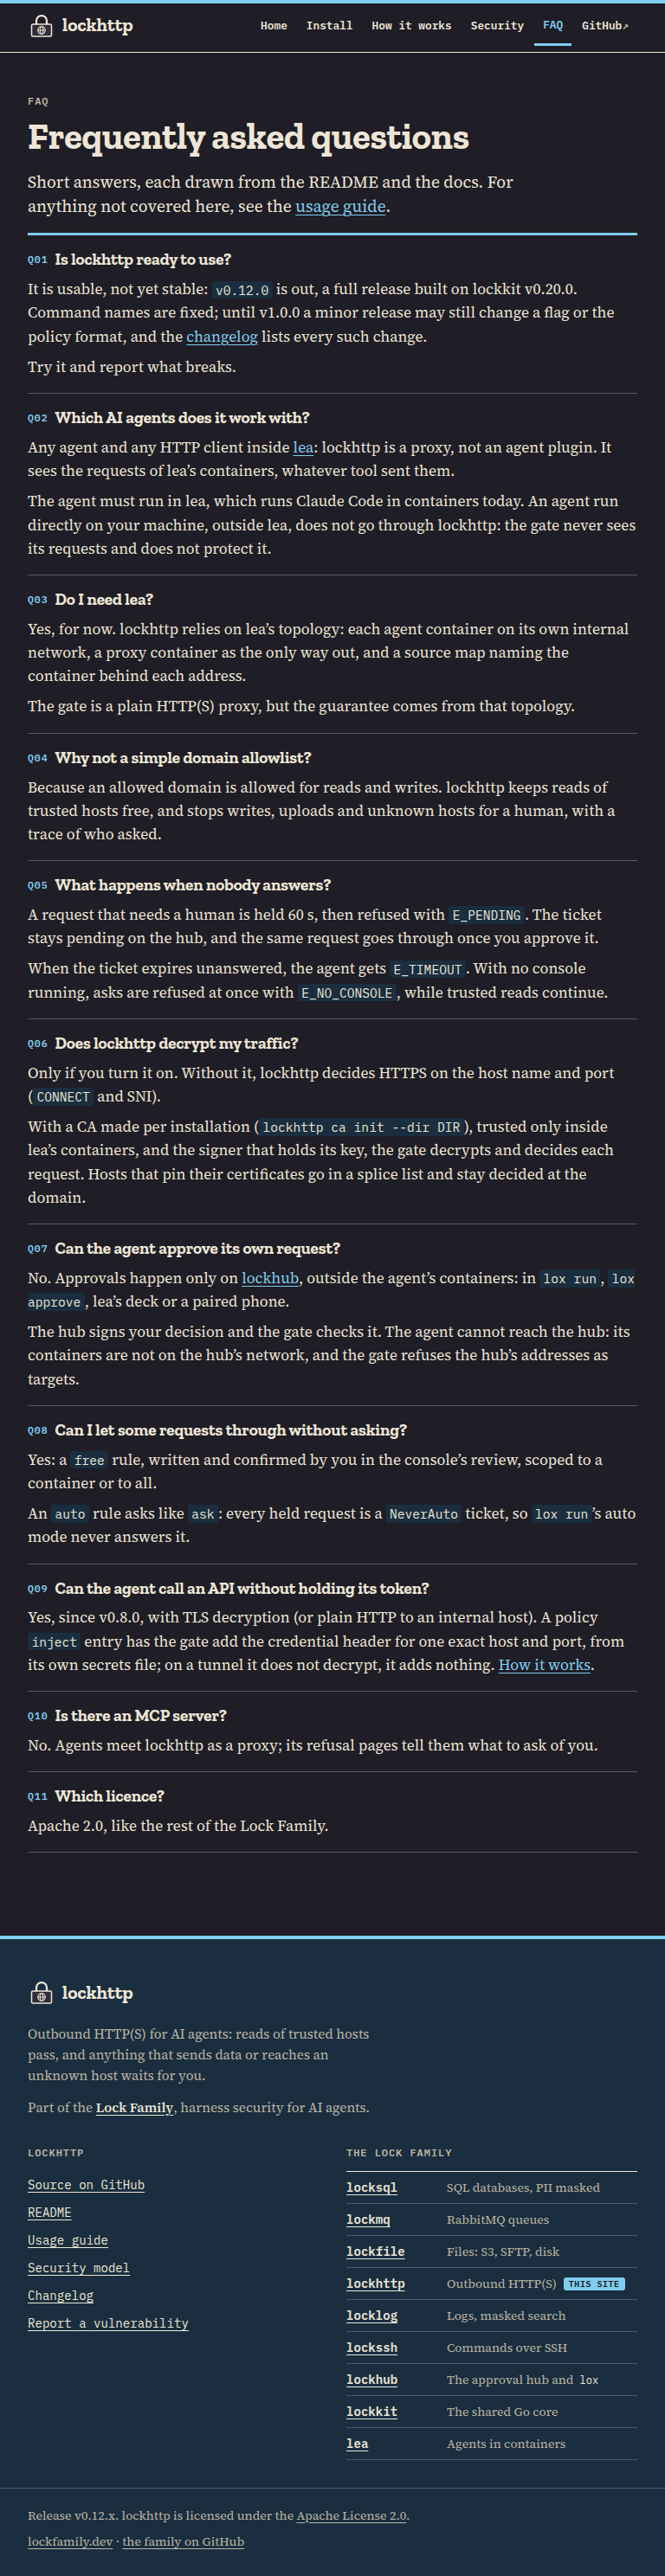 lockhttp
Home Install How it works Security FAQ GitHub↗
FAQ
Frequently asked questions
Short answers, each drawn from the README and the docs. For
anything not covered here, see the usage guide.
Q01 Is lockhttp ready to use?
It is usable, not yet stable: v0.12.0 is out, a full release built on lockkit v0.20.0.
Command names are fixed; until v1.0.0 a minor release may still change a flag or the
policy format, and the changelog lists every such change.
Try it and report what breaks.
Q02 Which AI agents does it work with?
Any agent and any HTTP client inside lea: lockhttp is a proxy, not an agent plugin. It
sees the requests of lea’s containers, whatever tool sent them.
The agent must run in lea, which runs Claude Code in containers today. An agent run
directly on your machine, outside lea, does not go through lockhttp: the gate never sees
its requests and does not protect it.
Q03 Do I need lea?
Yes, for now. lockhttp relies on lea’s topology: each agent container on its own internal
network, a proxy container as the only way out, and a source map naming the
container behind each address.
The gate is a plain HTTP(S) proxy, but the guarantee comes from that topology.
Q04 Why not a simple domain allowlist?
Because an allowed domain is allowed for reads and writes. lockhttp keeps reads of
trusted hosts free, and stops writes, uploads and unknown hosts for a human, with a
trace of who asked.
Q05 What happens when nobody answers?
A request that needs a human is held 60 s, then refused with E_PENDING. The ticket
stays pending on the hub, and the same request goes through once you approve it.
When the ticket expires unanswered, the agent gets E_TIMEOUT. With no console
running, asks are refused at once with E_NO_CONSOLE, while trusted reads continue.
Q06 Does lockhttp decrypt my traffic?
Only if you turn it on. Without it, lockhttp decides HTTPS on the host name and port
(CONNECT and SNI).
With a CA made per installation (lockhttp ca init --dir DIR), trusted only inside
lea’s containers, and the signer that holds its key, the gate decrypts and decides each
request. Hosts that pin their certificates go in a splice list and stay decided at the
domain.
Q07 Can the agent approve its own request?
No. Approvals happen only on lockhub, outside the agent’s containers: in lox run, lox
approve, lea’s deck or a paired phone.
The hub signs your decision and the gate checks it. The agent cannot reach the hub: its
containers are not on the hub’s network, and the gate refuses the hub’s addresses as
targets.
Q08 Can I let some requests through without asking?
Yes: a free rule, written and confirmed by you in the console’s review, scoped to a
container or to all.
An auto rule asks like ask: every held request is a NeverAuto ticket, so lox run’s auto
mode never answers it.
Q09 Can the agent call an API without holding its token?
Yes, since v0.8.0, with TLS decryption (or plain HTTP to an internal host). A policy
inject entry has the gate add the credential header for one exact host and port, from
its own secrets file; on a tunnel it does not decrypt, it adds nothing. How it works.
Q10 Is there an MCP server?
No. Agents meet lockhttp as a proxy; its refusal pages tell them what to ask of you.
Q11 Which licence?
Apache 2.0, like the rest of the Lock Family.
lockhttp
Outbound HTTP(S) for AI agents: reads of trusted hosts
pass, and anything that sends data or reaches an
unknown host waits for you.
Part of the Lock Family, harness security for AI agents.
LOCKHTTP
Source on GitHub
README
Usage guide
Security model
Changelog
Report a vulnerability
THE LOCK FAMILY
locksql SQL databases, PII masked
lockmq RabbitMQ queues
lockfile Files: S3, SFTP, disk
lockhttp Outbound HTTP(S) THIS SITE
locklog Logs, masked search
lockssh Commands over SSH
lockhub The approval hub and lox
lockkit The shared Go core
lea Agents in containers
Release v0.12.x. lockhttp is licensed under the Apache License 2.0.
lockfamily.dev · the family on GitHub